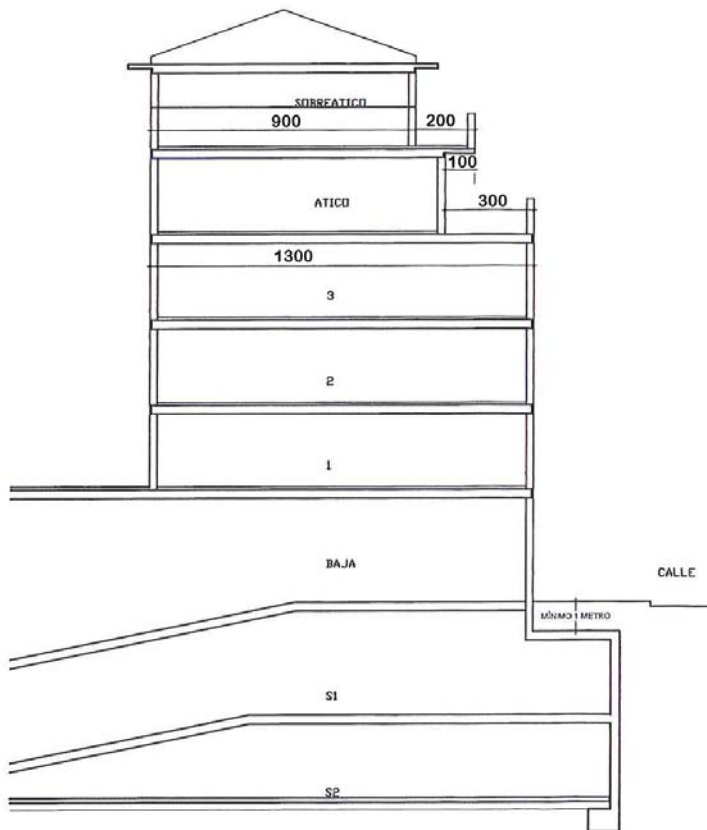 SOBREATICO
900 200
100
ATICO
300
1300
3
2
1
BAJA
CALLE
MÍNIMO 1 METRO
S1
S2